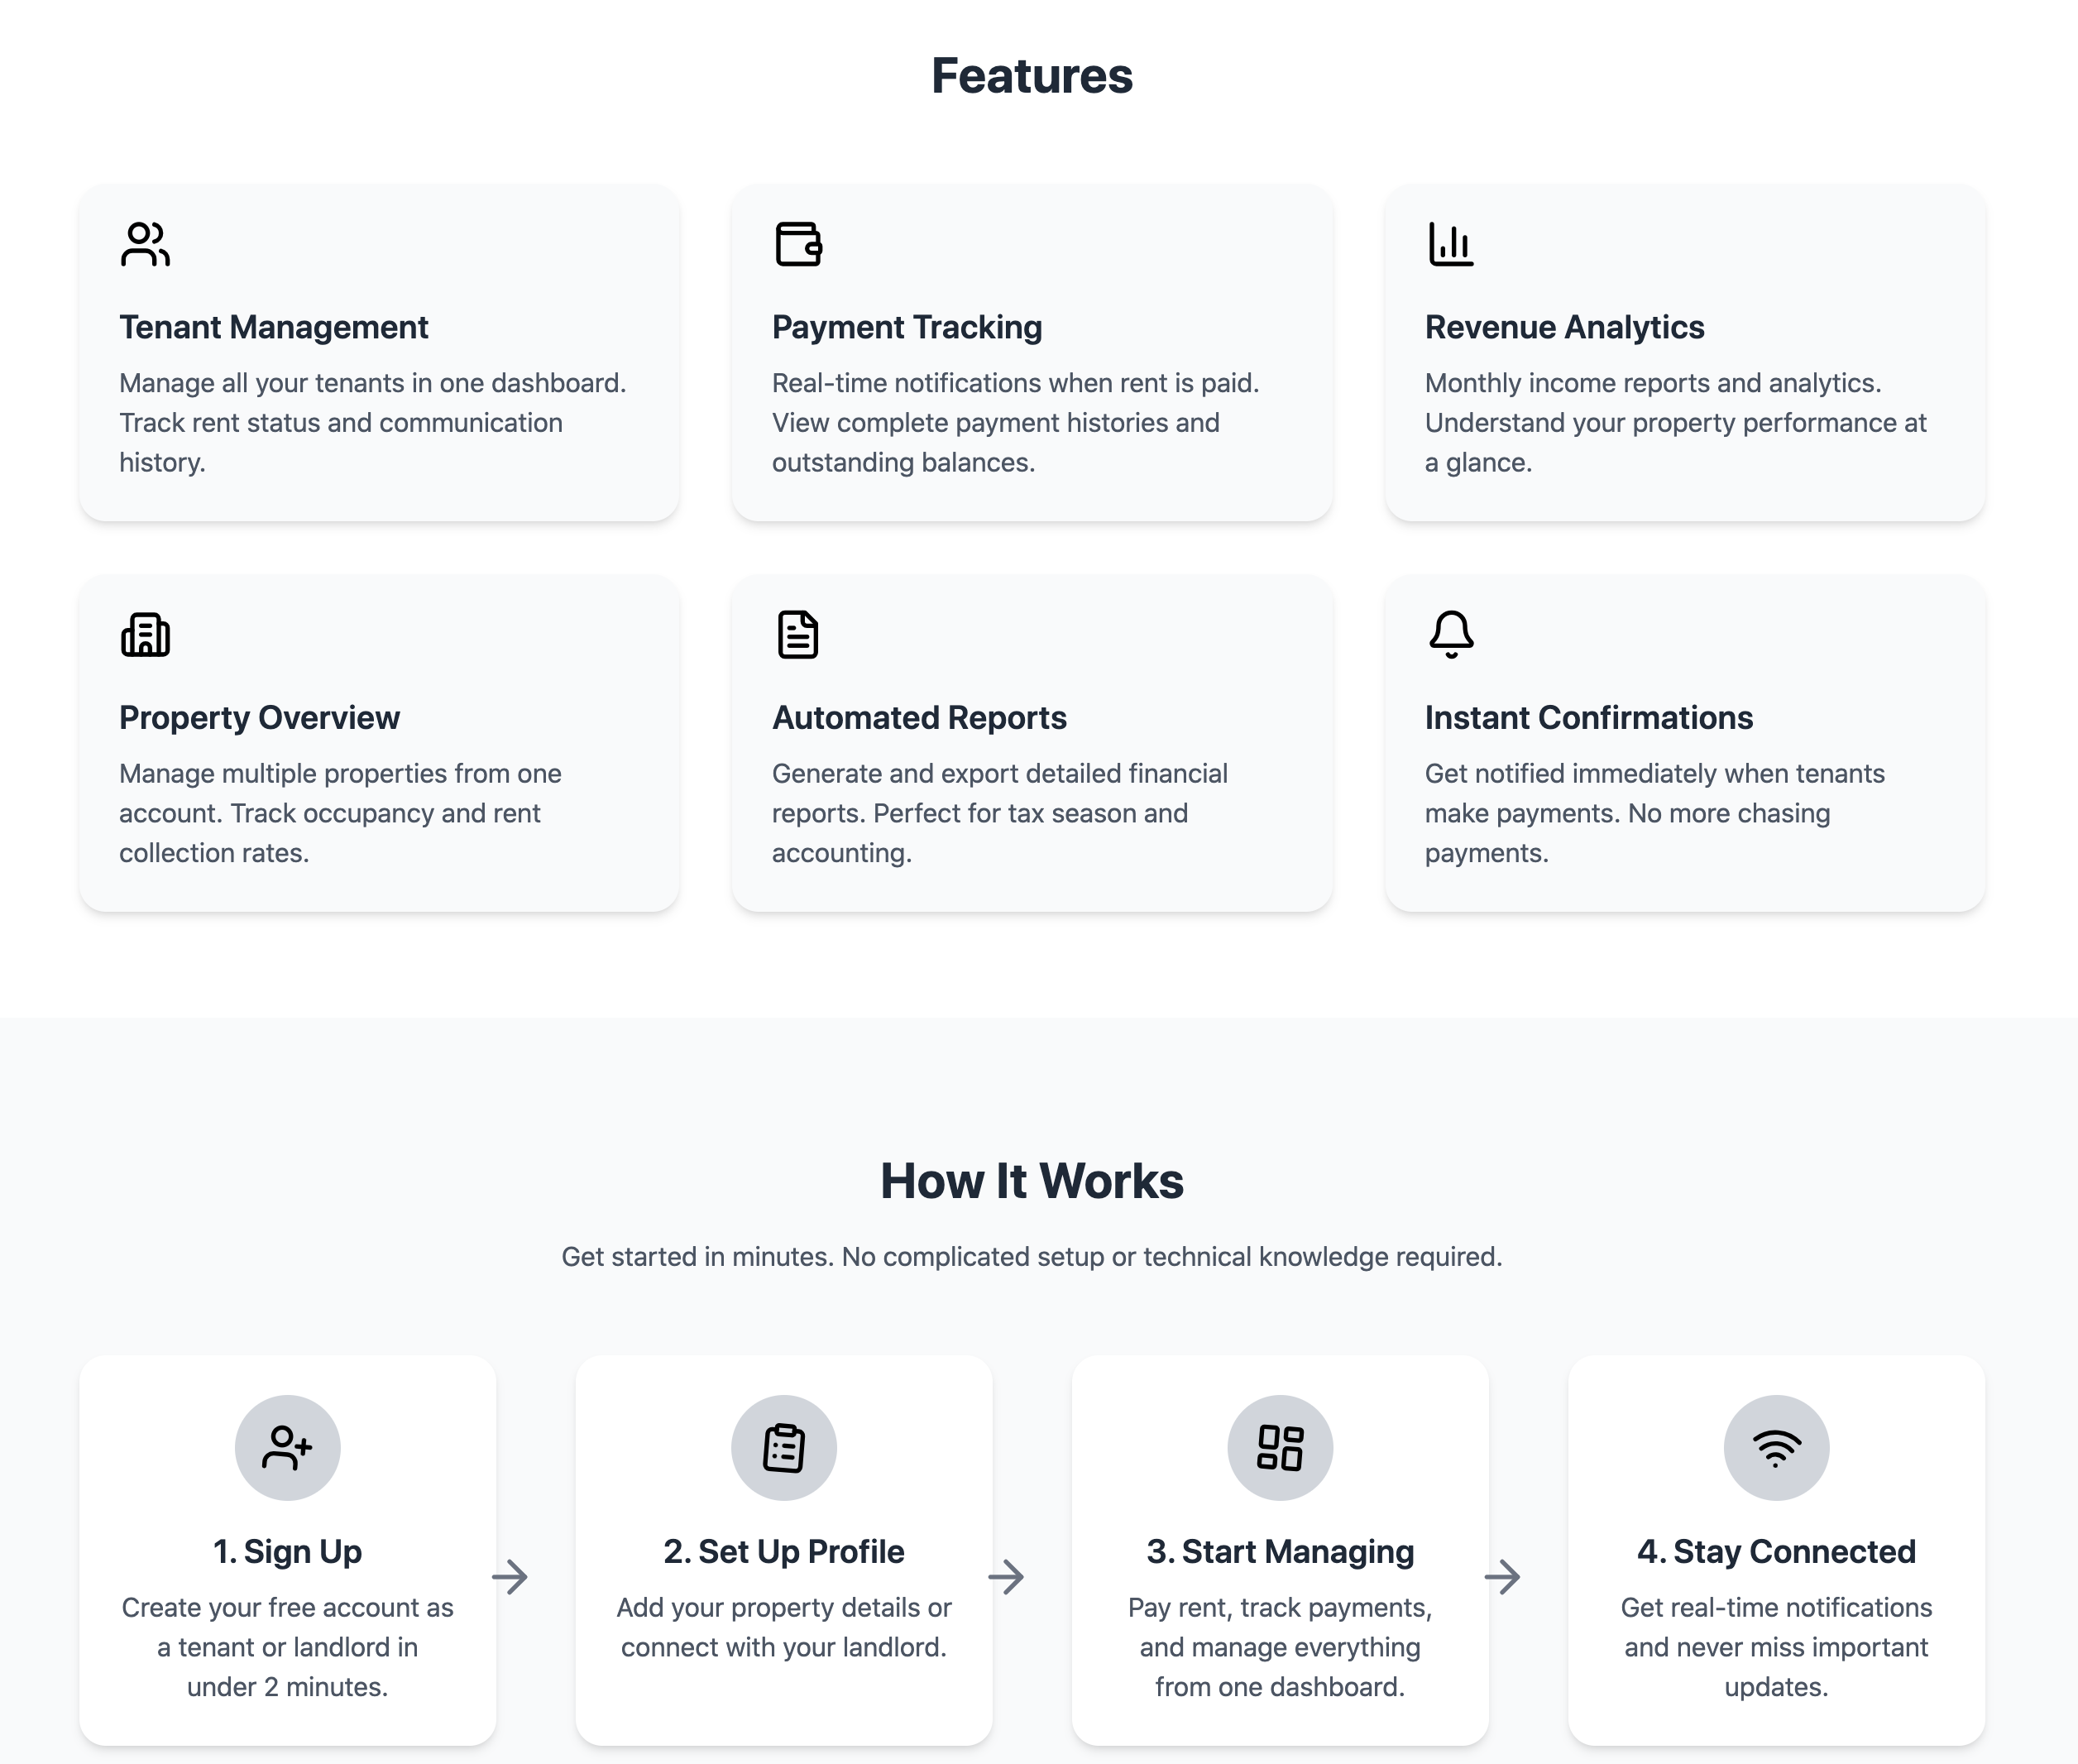 Features
Tenant Management
Manage all your tenants in one dashboard.
Track rent status and communication
history.
Payment Tracking
Real-time notifications when rent is paid.
View complete payment histories and
outstanding balances.
Revenue Analytics
Monthly income reports and analytics.
Understand your property performance at
a glance.
Property Overview
Manage multiple properties from one
account. Track occupancy and rent
collection rates.
Automated Reports
Generate and export detailed financial
reports. Perfect for tax season and
accounting.
Instant Confirmations
Get notified immediately when tenants
make payments. No more chasing
payments.
How It Works
Get started in minutes. No complicated setup or technical knowledge required.
1. Sign Up
Create your free account as
a tenant or landlord in
under 2 minutes.
2. Set Up Profile
Add your property details or
connect with your landlord.
3. Start Managing
Pay rent, track payments,
and manage everything
from one dashboard.
4. Stay Connected
Get real-time notifications
and never miss important
updates.